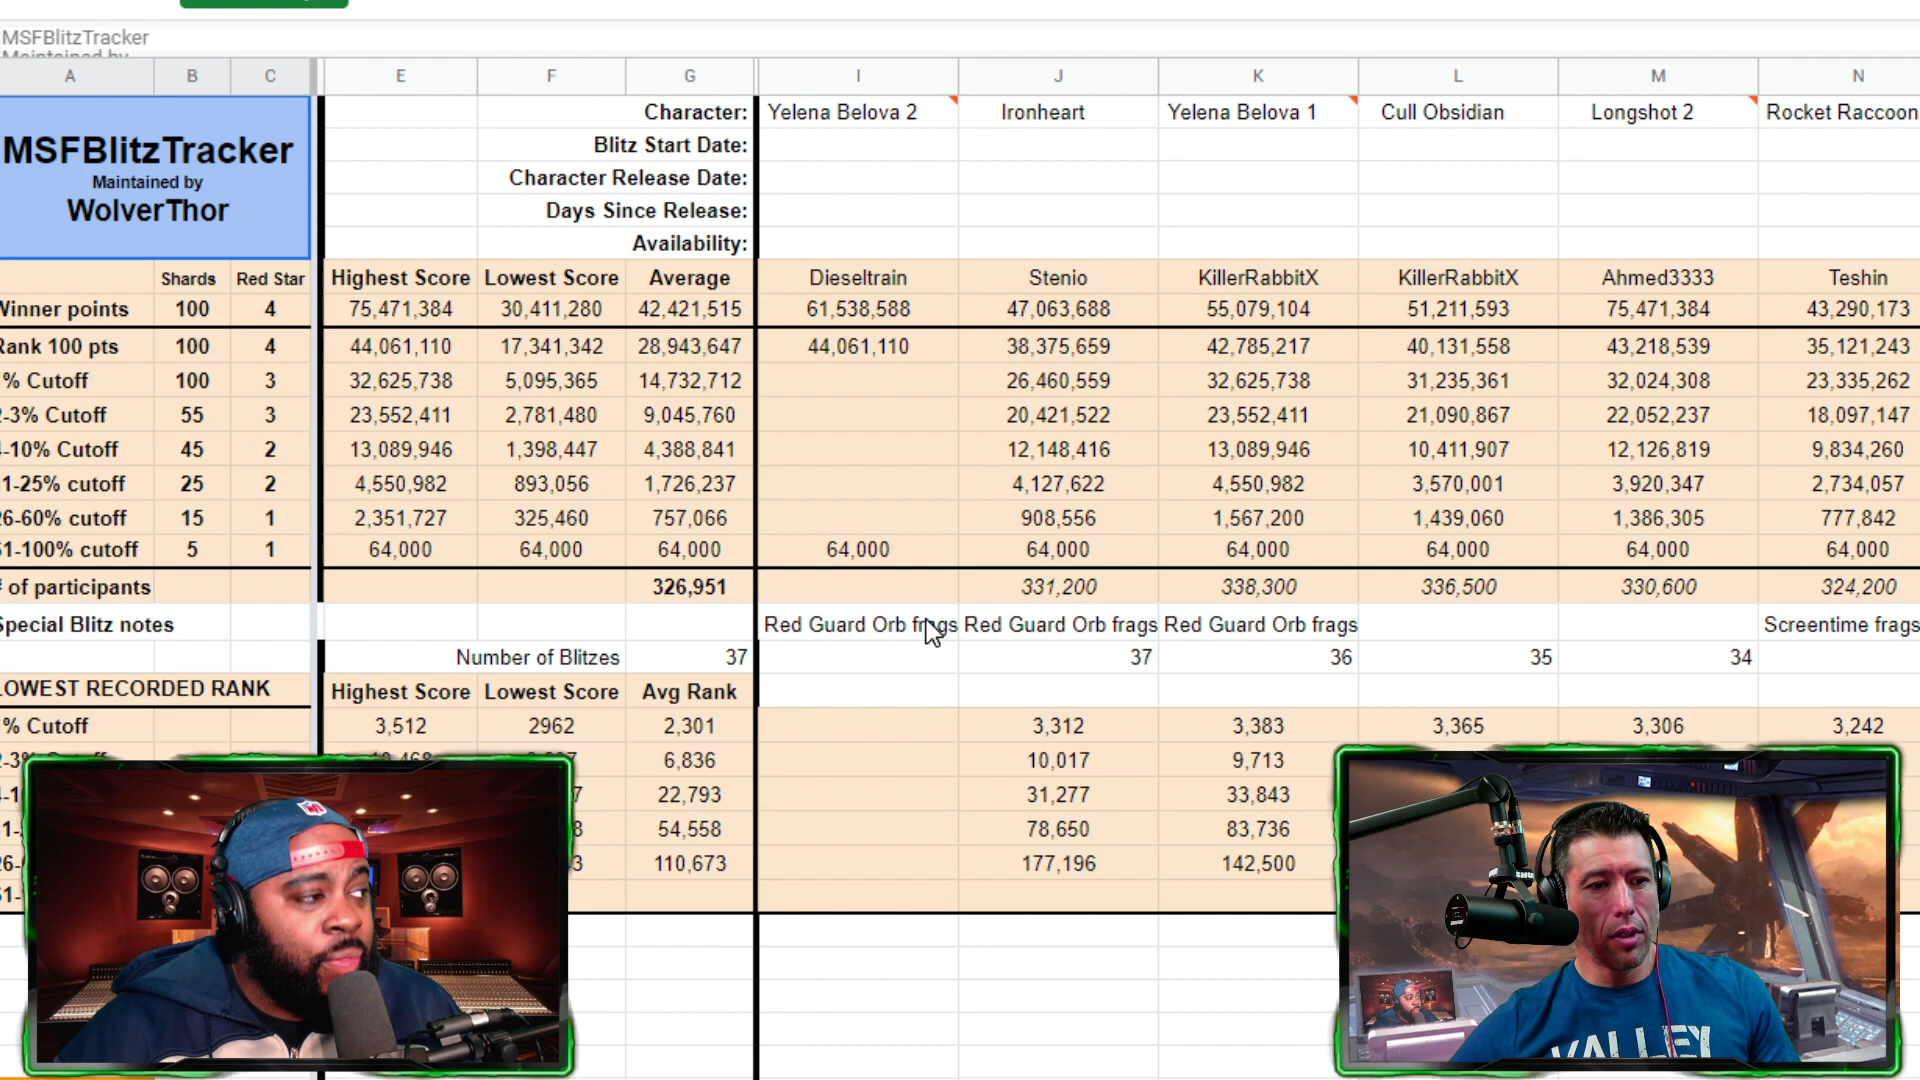 MSFBlitzTracker
Maintained by
A B C E F G I J K L M N
MSFBlitzTracker
Maintained by
WolverThor
Character: Yelena Belova 2 Ironheart Yelena Belova 1 Cull Obsidian Longshot 2 Rocket Raccoon
Blitz Start Date:
Character Release Date:
Days Since Release:
Availability:
Shards Red Star Highest Score Lowest Score Average Dieseltrain Stenio KillerRabbitX KillerRabbitX Ahmed3333 Teshin
Winner points 100 4 75,471,384 30,411,280 42,421,515 61,538,588 47,063,688 55,079,104 51,211,593 75,471,384 43,290,173
Rank 100 pts 100 4 44,061,110 17,341,342 28,943,647 44,061,110 38,375,659 42,785,217 40,131,558 43,218,539 35,121,243
% Cutoff 100 3 32,625,738 5,095,365 14,732,712 26,460,559 32,625,738 31,235,361 32,024,308 23,335,262
2-3% Cutoff 55 3 23,552,411 2,781,480 9,045,760 20,421,522 23,552,411 21,090,867 22,052,237 18,097,147
4-10% Cutoff 45 2 13,089,946 1,398,447 4,388,841 12,148,416 13,089,946 10,411,907 12,126,819 9,834,260
11-25% cutoff 25 2 4,550,982 893,056 1,726,237 4,127,622 4,550,982 3,570,001 3,920,347 2,734,057
26-60% cutoff 15 1 2,351,727 325,460 757,066 908,556 1,567,200 1,439,060 1,386,305 777,842
61-100% cutoff 5 1 64,000 64,000 64,000 64,000 64,000 64,000 64,000 64,000 64,000
# of participants 326,951 331,200 338,300 336,500 330,600 324,200
Special Blitz notes Red Guard Orb frags Red Guard Orb frags Red Guard Orb frags Screentime frags
Number of Blitzes 37 37 36 35 34
LOWEST RECORDED RANK Highest Score Lowest Score Avg Rank
% Cutoff 3,512 2962 2,301 3,312 3,383 3,365 3,306 3,242
6,836 10,017 9,713
22,793 31,277 33,843
54,558 78,650 83,736
110,673 177,196 142,500
VALLEY